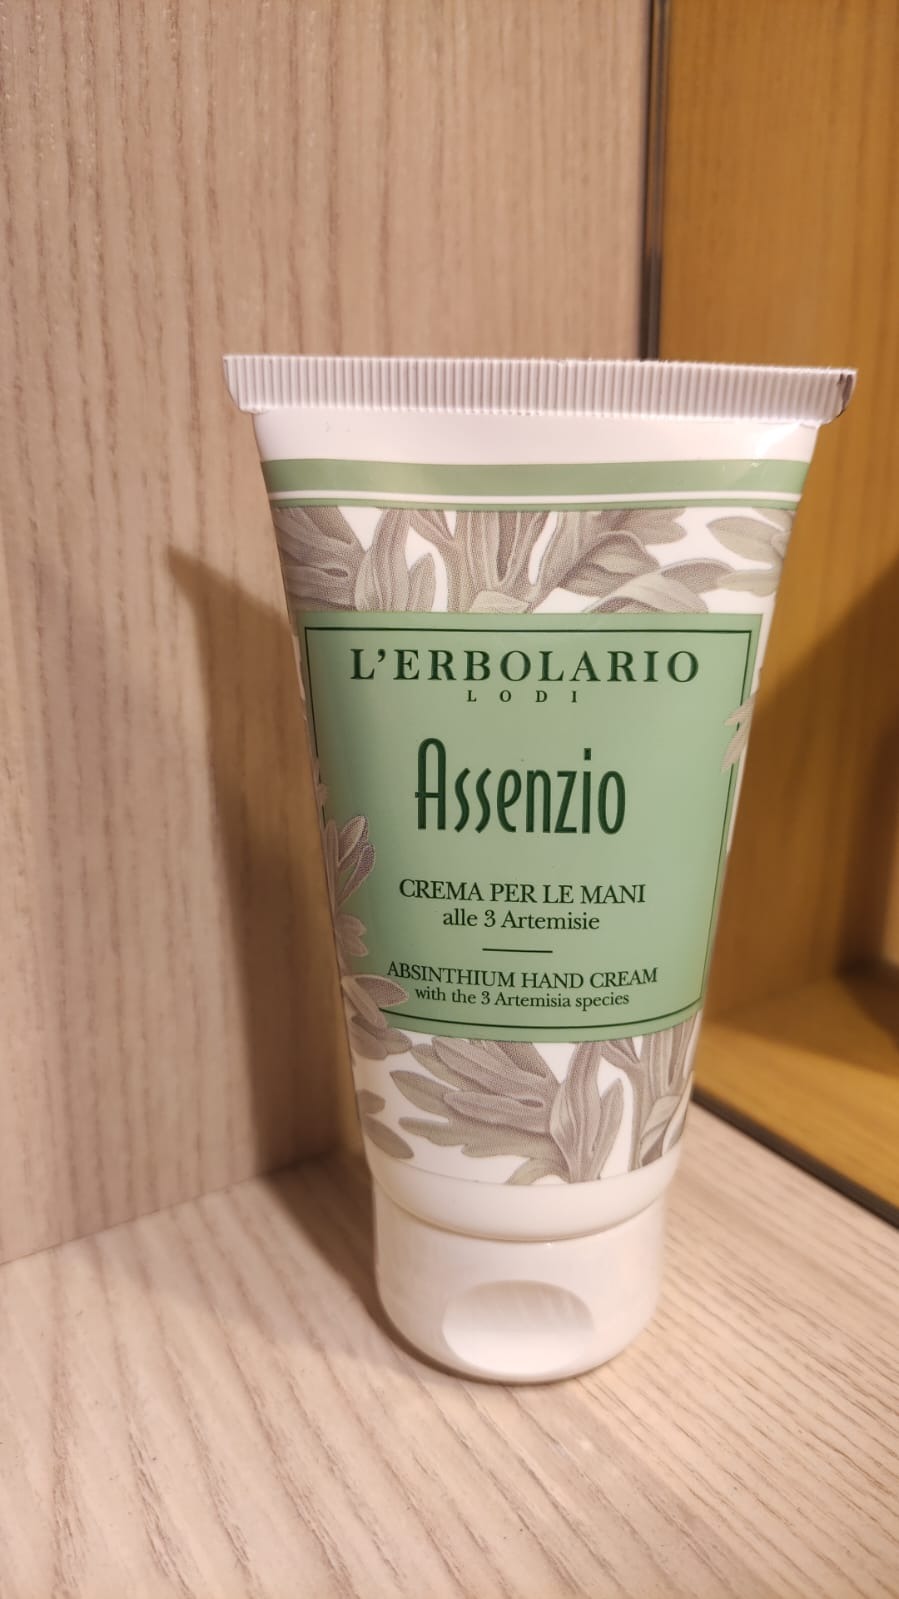 L'ERBOLARIO
LODI
Assenzio
CREMA PER LE MANI
alle 3 Artemisie
ABSINTHIUM HAND CREAM
with the 3 Artemisia species